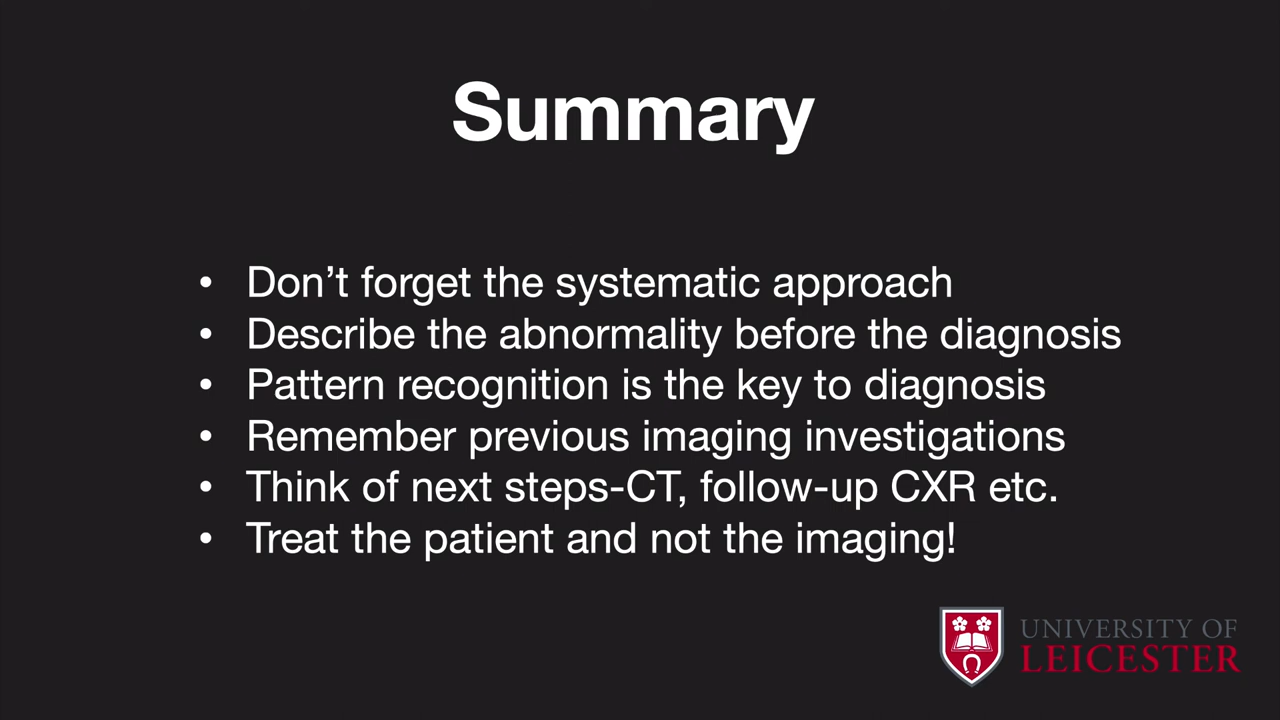 Summary
• Don't forget the systematic approach
• Describe the abnormality before the diagnosis
• Pattern recognition is the key to diagnosis
• Remember previous imaging investigations
• Think of next steps-CT, follow-up CXR etc.
• Treat the patient and not the imaging!
UNIVERSITY OF
LEICESTER